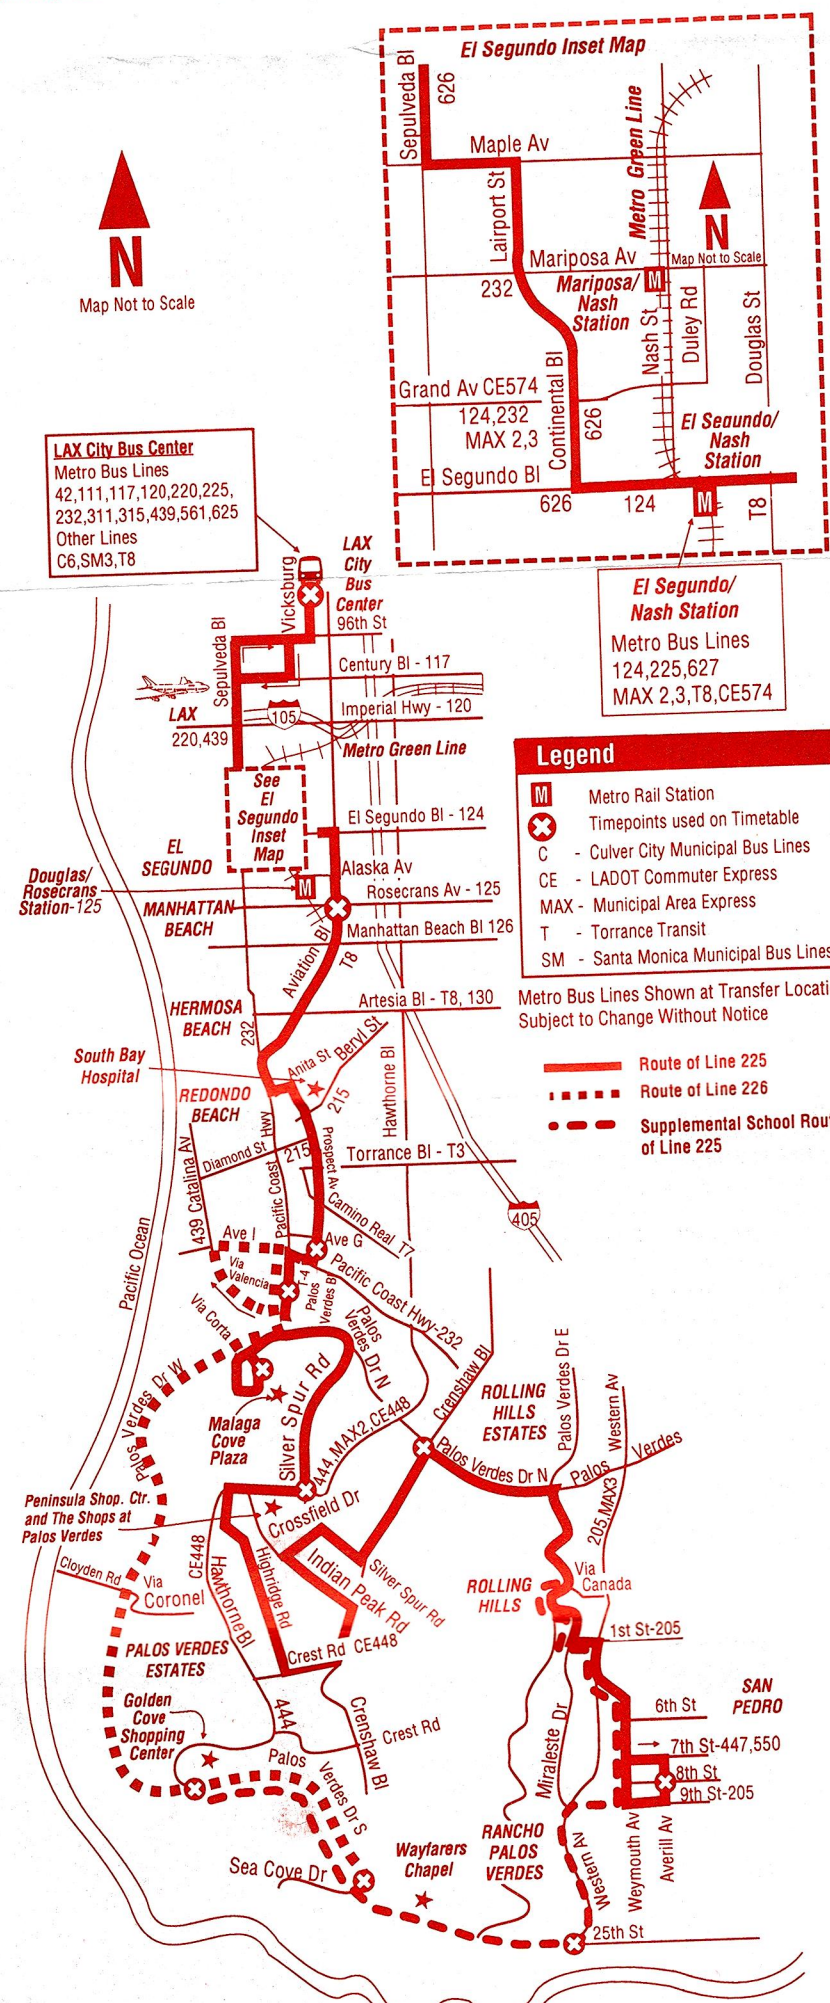 El Segundo Inset Map
Sepulveda Bl
626
Maple Av
Metro Green Line
Lairport St
N
Map Not to Scale
Mariposa Av
232
Mariposa/
Nash
Station
M
Nash St
Duley Rd
Douglas St
Continental Bl
Grand Av CE574
124,232
MAX 2,3
626
El Segundo/
Nash
Station
El Segundo Bl
626
124
M
T8
El Segundo/
Nash Station
Metro Bus Lines
124,225,627
MAX 2,3,T8,CE574
N
Map Not to Scale
LAX City Bus Center
Metro Bus Lines
42,111,117,120,220,225,
232,311,315,439,561,625
Other Lines
C6,SM3,T8
LAX
City
Bus
Center
Vicksburg
96th St
Sepulveda Bl
Century Bl - 117
LAX
105
Imperial Hwy - 120
220,439
Metro Green Line
See
El
Segundo
Inset
Map
El Segundo Bl - 124
EL
SEGUNDO
Alaska Av
Douglas/
Rosecrans
Station-125
M
Rosecrans Av - 125
MANHATTAN
BEACH
Manhattan Beach Bl 126
Aviation Bl
T8
HERMOSA
BEACH
Artesia Bl - T8, 130
232
South Bay
Hospital
Anita St
Beryl St
215
Hawthorne Bl
REDONDO
BEACH
Diamond St
Pacific Coast Hwy
215
Prospect Av
Torrance Bl - T3
439 Catalina Av
Camino Real T7
405
Pacific Ocean
Ave I
Ave G
Via
Valencia
T-4
Palos
Verdes Bl
Pacific Coast Hwy-232
Via Corta
Palos
Verdes Dr N
Palos Verdes Dr W
Malaga
Cove
Plaza
Silver Spur Rd
444,MAX2,CE448
Crenshaw Bl
ROLLING
HILLS
ESTATES
Palos Verdes Dr E
Western Av
Palos Verdes Dr N
Palos Verdes
205,MAX3
Peninsula Shop. Ctr.
and The Shops at
Palos Verdes
Crossfield Dr
Cloyden Rd
Via
Coronel
CE448
Hawthorne Bl
Highridge Rd
Indian Peak Rd
Silver Spur Rd
ROLLING
HILLS
Via
Canada
1st St-205
PALOS VERDES
ESTATES
Crest Rd CE448
Golden
Cove
Shopping
Center
444
Crenshaw Bl
Crest Rd
Miraleste Dr
SAN
PEDRO
6th St
7th St-447,550
8th St
9th St-205
Palos
Verdes Dr S
Sea Cove Dr
Wayfarers
Chapel
RANCHO
PALOS
VERDES
Western Av
Weymouth Av
Averill Av
25th St
Legend
M Metro Rail Station
Timepoints used on Timetable
C - Culver City Municipal Bus Lines
CE - LADOT Commuter Express
MAX - Municipal Area Express
T - Torrance Transit
SM - Santa Monica Municipal Bus Lines
Metro Bus Lines Shown at Transfer Locati
Subject to Change Without Notice
Route of Line 225
Route of Line 226
Supplemental School Rou
of Line 225